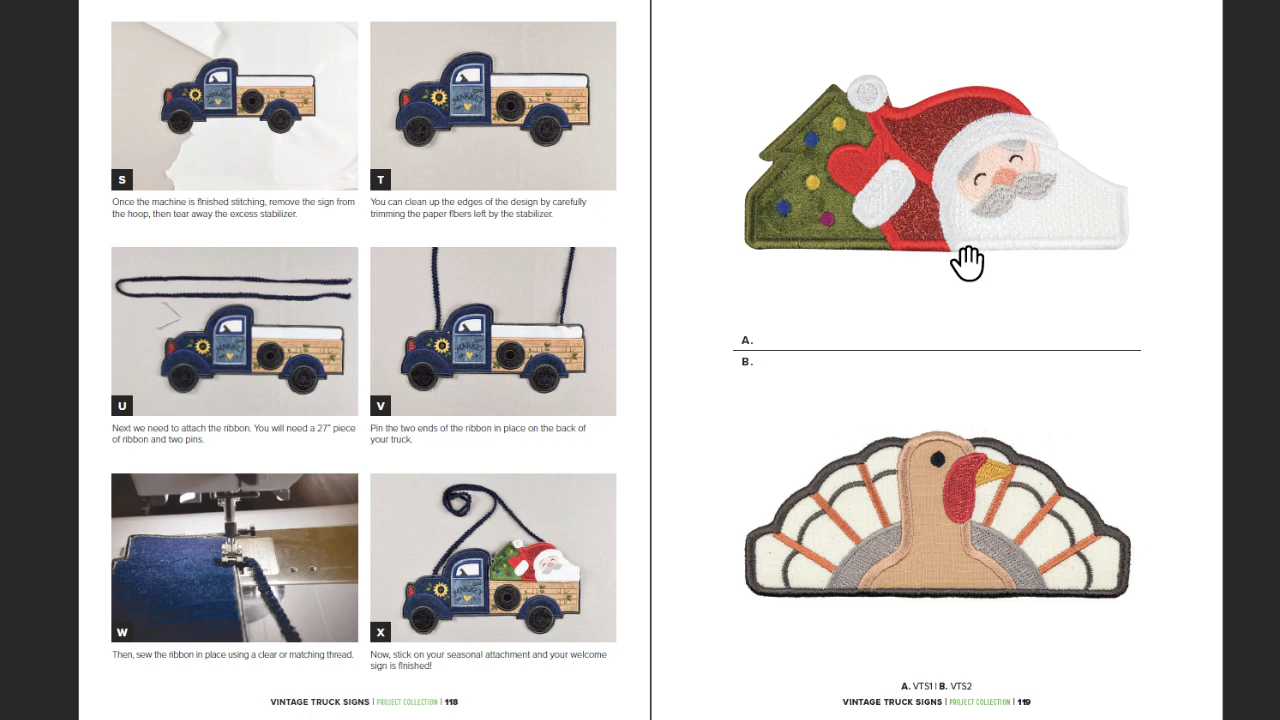 S
T
Once the machine is finished stitching, remove the sign from
the hoop, then tear away the excess stabilizer.
You can clean up the edges of the design by carefully
trimming the paper fibers left by the stabilizer.
U
V
Next we need to attach the ribbon. You will need a 27" piece
of ribbon and two pins.
Pin the two ends of the ribbon in place on the back of
your truck.
W
X
Then, sew the ribbon in place using a clear or matching thread.
Now, stick on your seasonal attachment and your welcome
sign is finished!
VINTAGE TRUCK SIGNS | PROJECT COLLECTION | 118
A.
B.
A. VTS1 | B. VTS2
VINTAGE TRUCK SIGNS | PROJECT COLLECTION | 119
MARKET
MARKET
MARKET
MARKET
MARKET